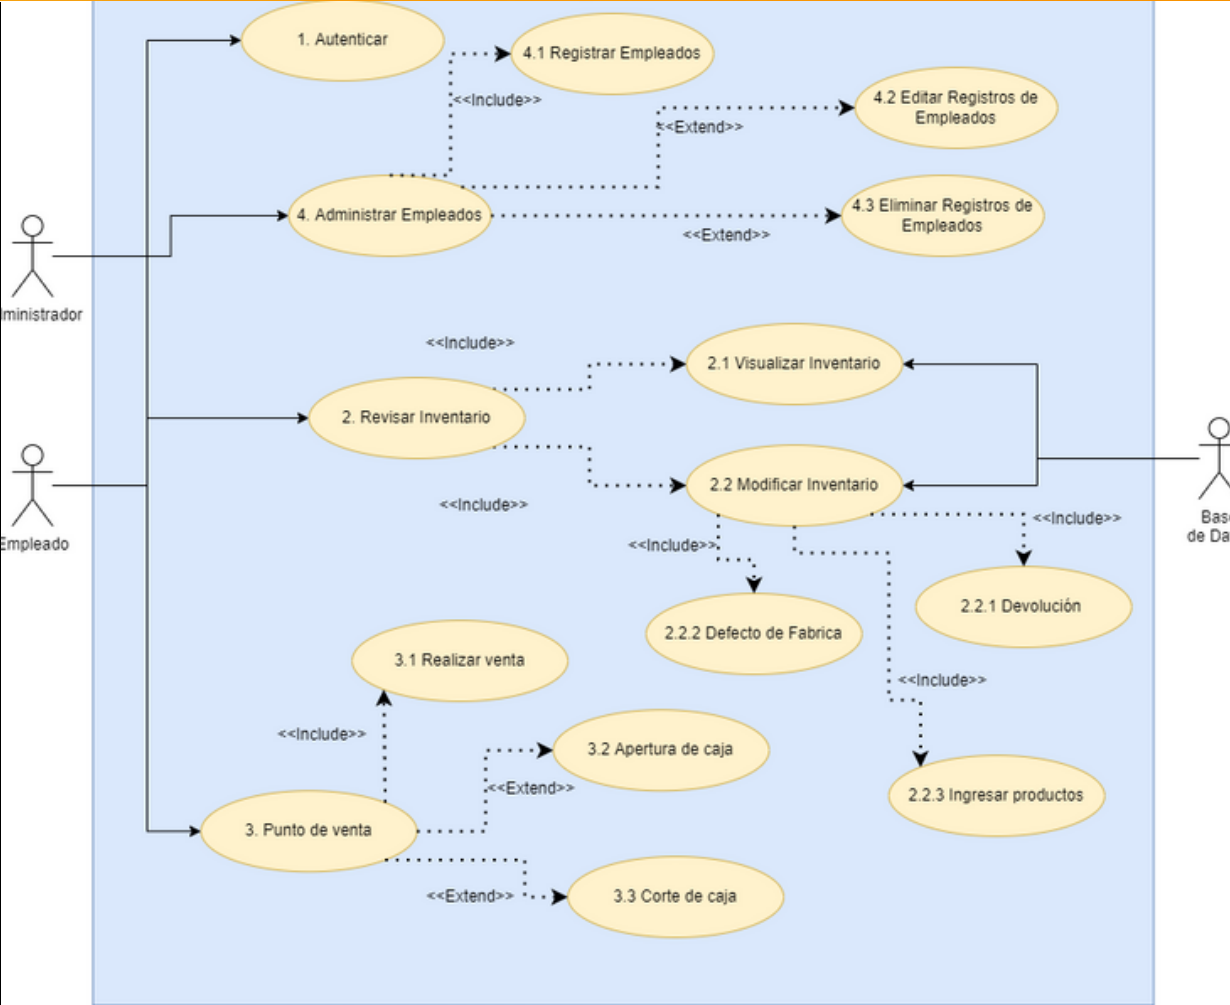 1. Autenticar
4.1 Registrar Empleados
<<Include>>
4.2 Editar Registros de
Empleados
<<Extend>>
4. Administrar Empleados
4.3 Eliminar Registros de
Empleados
<<Extend>>
ministrador
<<Include>>
2.1 Visualizar Inventario
2. Revisar Inventario
2.2 Modificar Inventario
<<Include>>
Empleado
Bas
de Da
<<Include>>
<<Include>>
2.2.1 Devolución
2.2.2 Defecto de Fabrica
3.1 Realizar venta
<<Include>>
<<Include>>
3.2 Apertura de caja
<<Extend>>
2.2.3 Ingresar productos
3. Punto de venta
<<Extend>>
3.3 Corte de caja